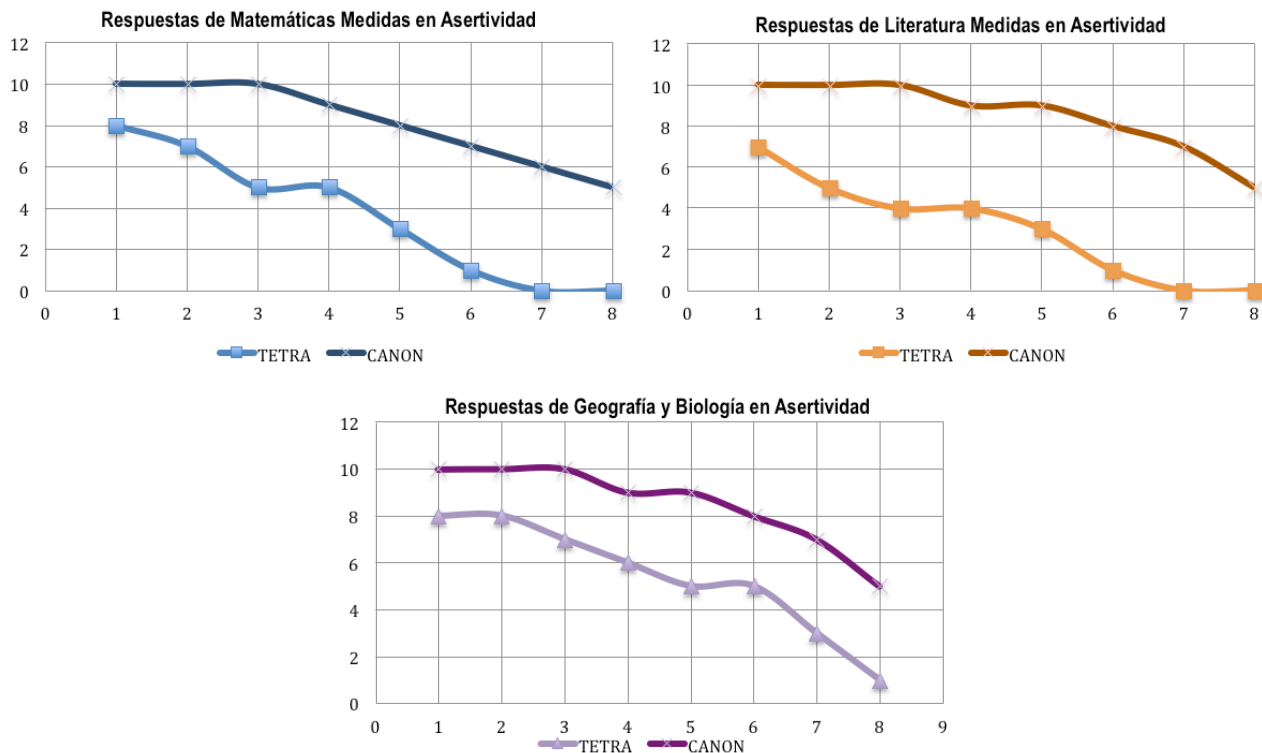 Respuestas de Matemáticas Medidas en Asertividad
12
10
8
6
4
2
0
0 1 2 3 4 5 6 7 8
TETRA CANON
Respuestas de Literatura Medidas en Asertividad
12
10
8
6
4
2
0
0 1 2 3 4 5 6 7 8
TETRA CANON
Respuestas de Geografía y Biología en Asertividad
12
10
8
6
4
2
0
0 1 2 3 4 5 6 7 8 9
TETRA CANON